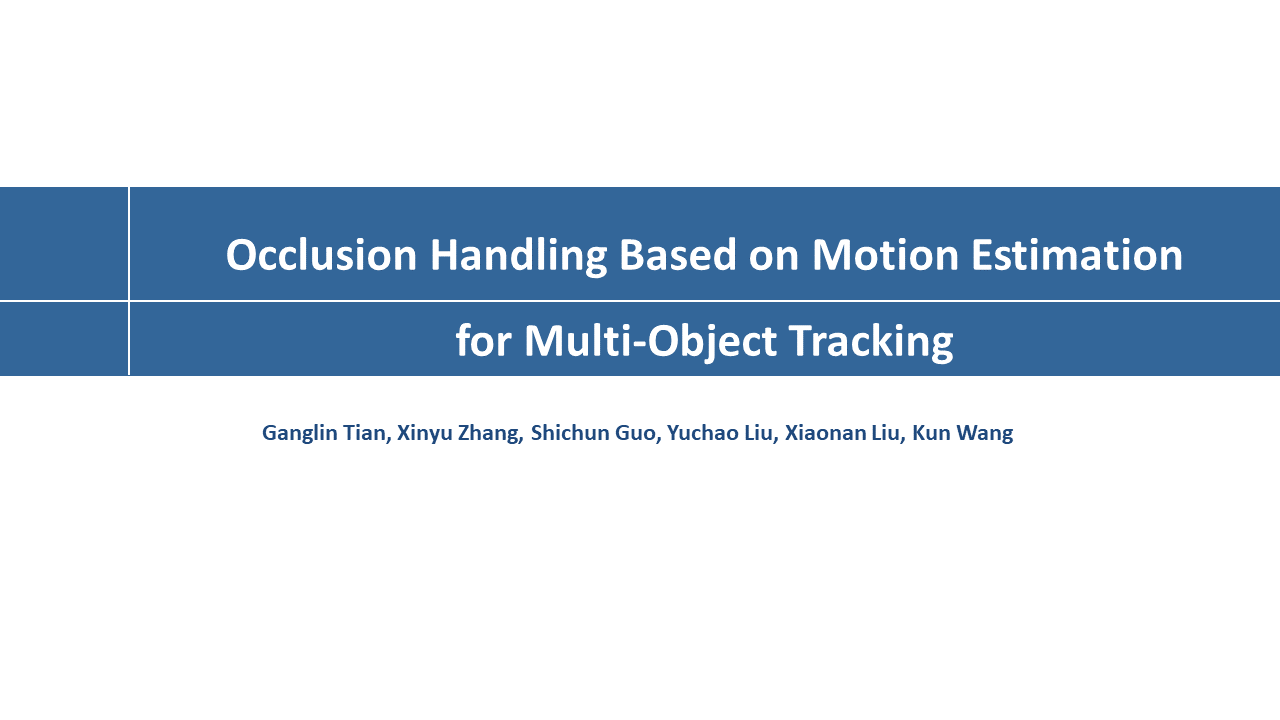 Occlusion Handling Based on Motion Estimation
for Multi-Object Tracking
Ganglin Tian, Xinyu Zhang, Shichun Guo, Yuchao Liu, Xiaonan Liu, Kun Wang